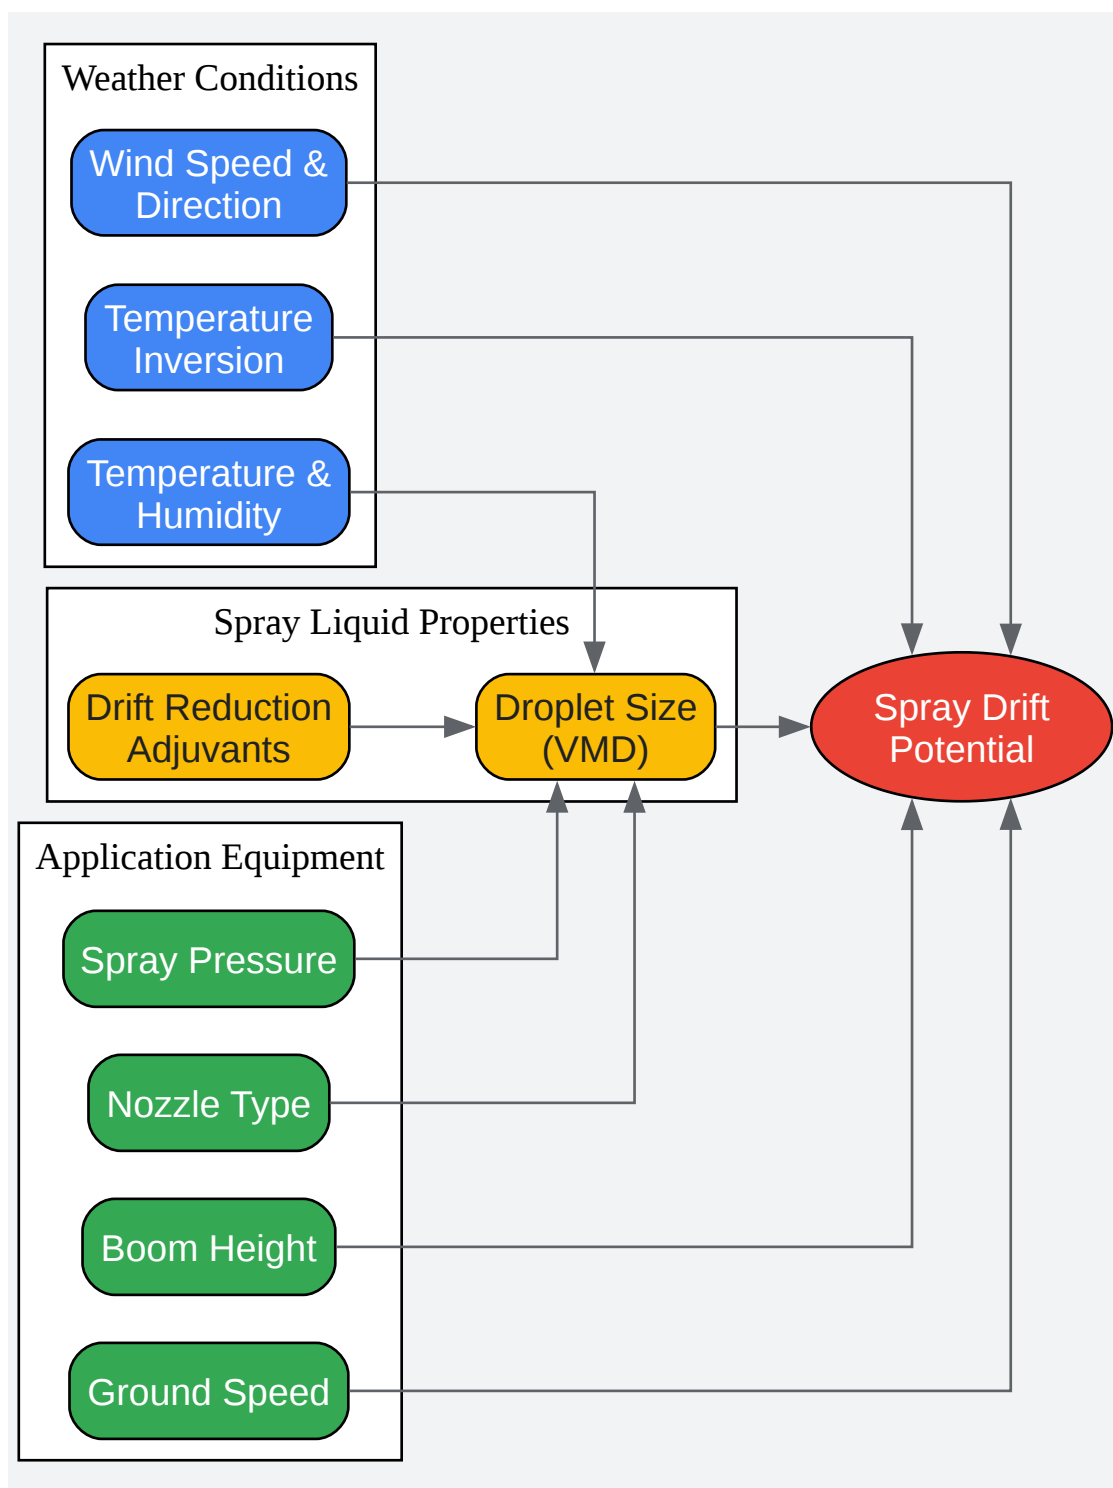 Weather Conditions
Wind Speed &
Direction
Temperature
Inversion
Temperature &
Humidity
Spray Liquid Properties
Drift Reduction
Adjuvants
Droplet Size
(VMD)
Spray Drift
Potential
Application Equipment
Spray Pressure
Nozzle Type
Boom Height
Ground Speed